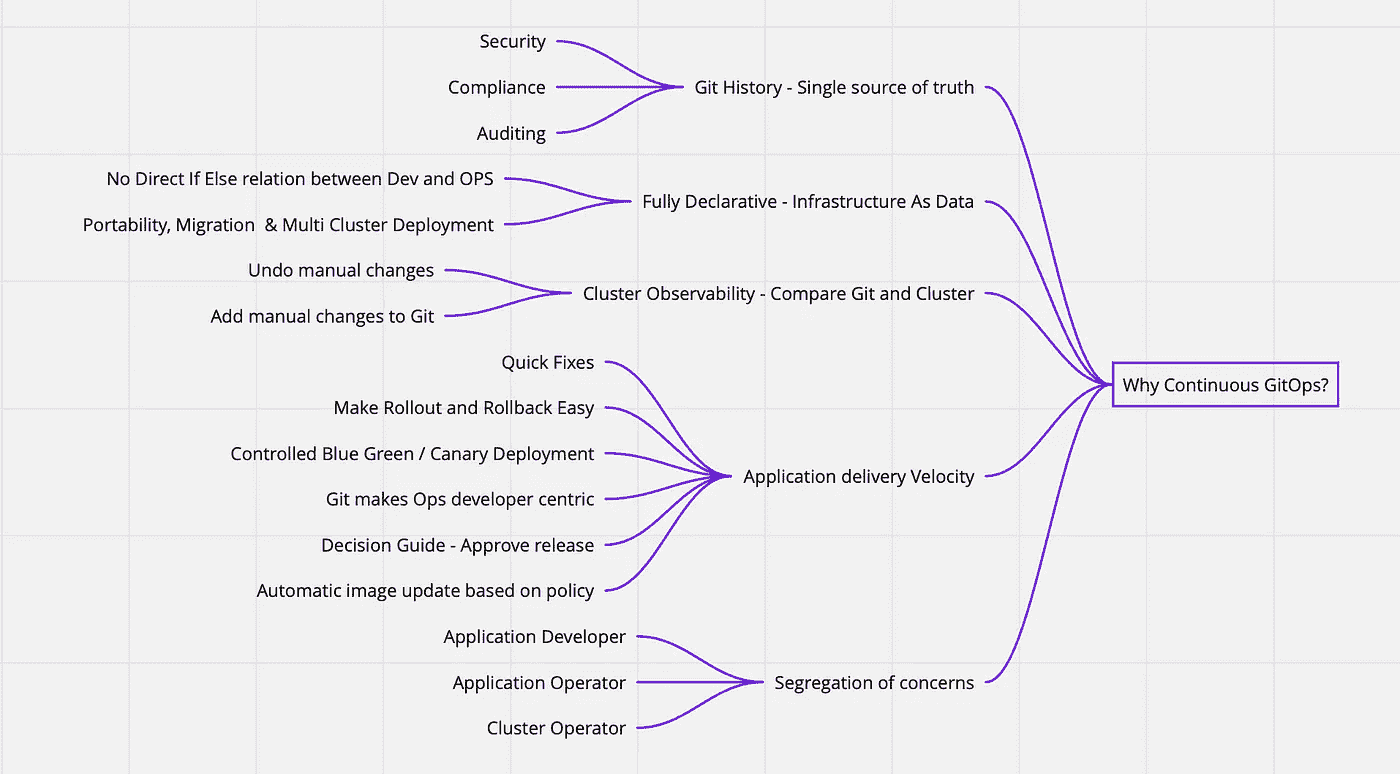 Security
Compliance
Auditing
Git History - Single source of truth
No Direct If Else relation between Dev and OPS
Portability, Migration  & Multi Cluster Deployment
Fully Declarative - Infrastructure As Data
Undo manual changes
Add manual changes to Git
Cluster Observability - Compare Git and Cluster
Quick Fixes
Make Rollout and Rollback Easy
Controlled Blue Green / Canary Deployment
Git makes Ops developer centric
Decision Guide - Approve release
Automatic image update based on policy
Application delivery Velocity
Application Developer
Application Operator
Cluster Operator
Segregation of concerns
Why Continuous GitOps?